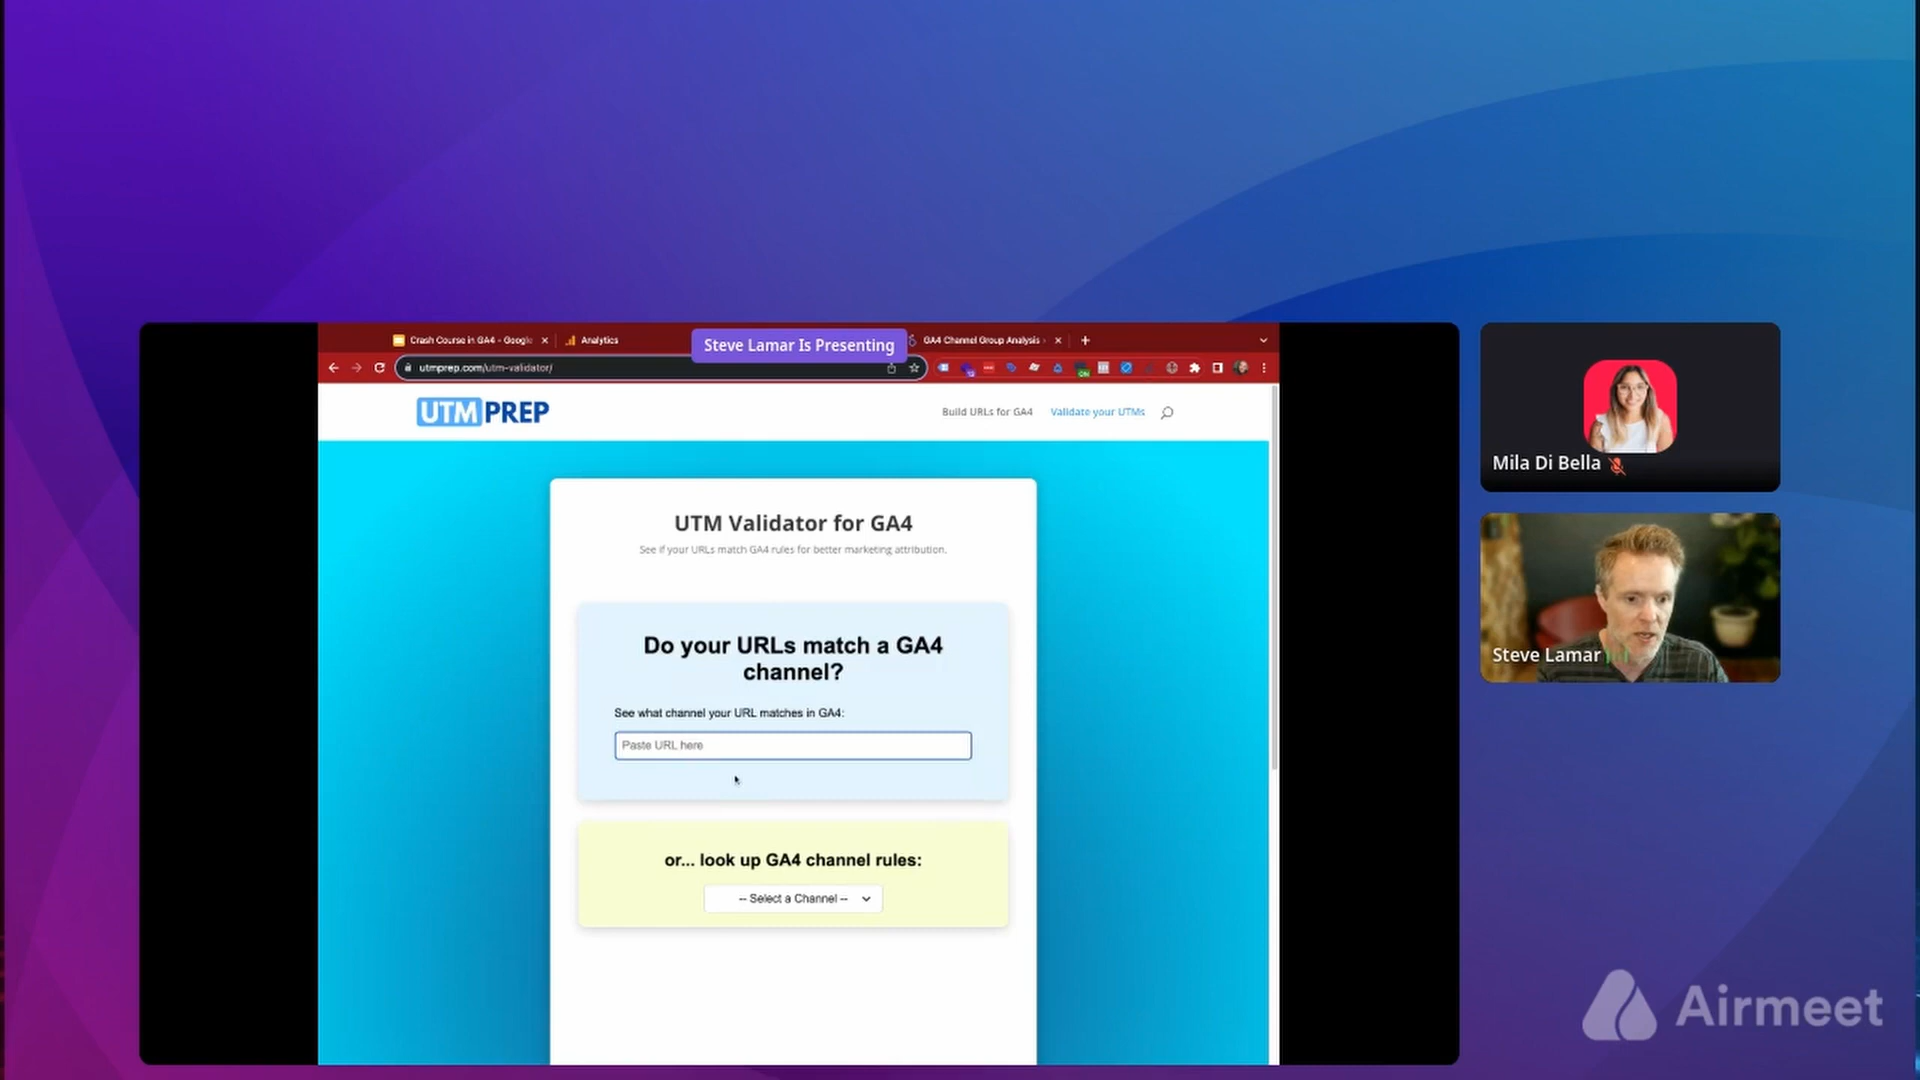 Crash Course in GA4 - Google
Analytics
Steve Lamar Is Presenting
GA4 Channel Group Analysis
utmprep.com/utm-validator/
UTM PREP
Build URLs for GA4
Validate your UTMs
UTM Validator for GA4
See if your URLs match GA4 rules for better marketing attribution.
Do your URLs match a GA4
channel?
See what channel your URL matches in GA4:
Paste URL here
or... look up GA4 channel rules:
-- Select a Channel --
Mila Di Bella
Steve Lamar
Airmeet